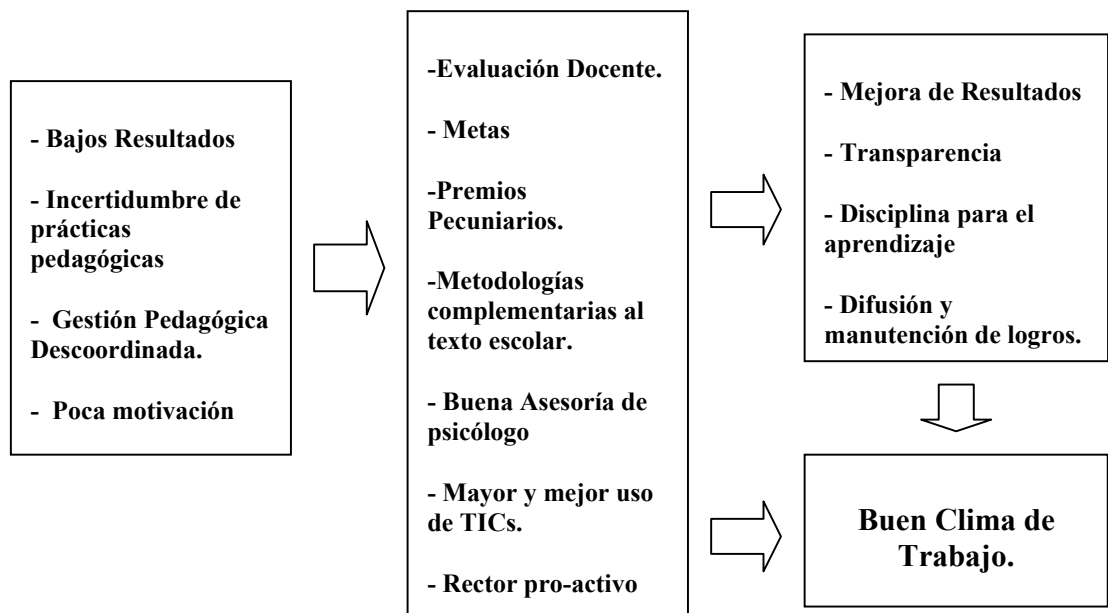 - Bajos Resultados
- Incertidumbre de
prácticas
pedagógicas
- Gestión Pedagógica
Descoordinada.
- Poca motivación
-Evaluación Docente.
- Metas
-Premios
Pecuniarios.
-Metodologías
complementarias al
texto escolar.
- Buena Asesoría de
psicólogo
- Mayor y mejor uso
de TICs.
- Rector pro-activo
- Mejora de Resultados
- Transparencia
- Disciplina para el
aprendizaje
- Difusión y
manutención de logros.
Buen Clima de
Trabajo.